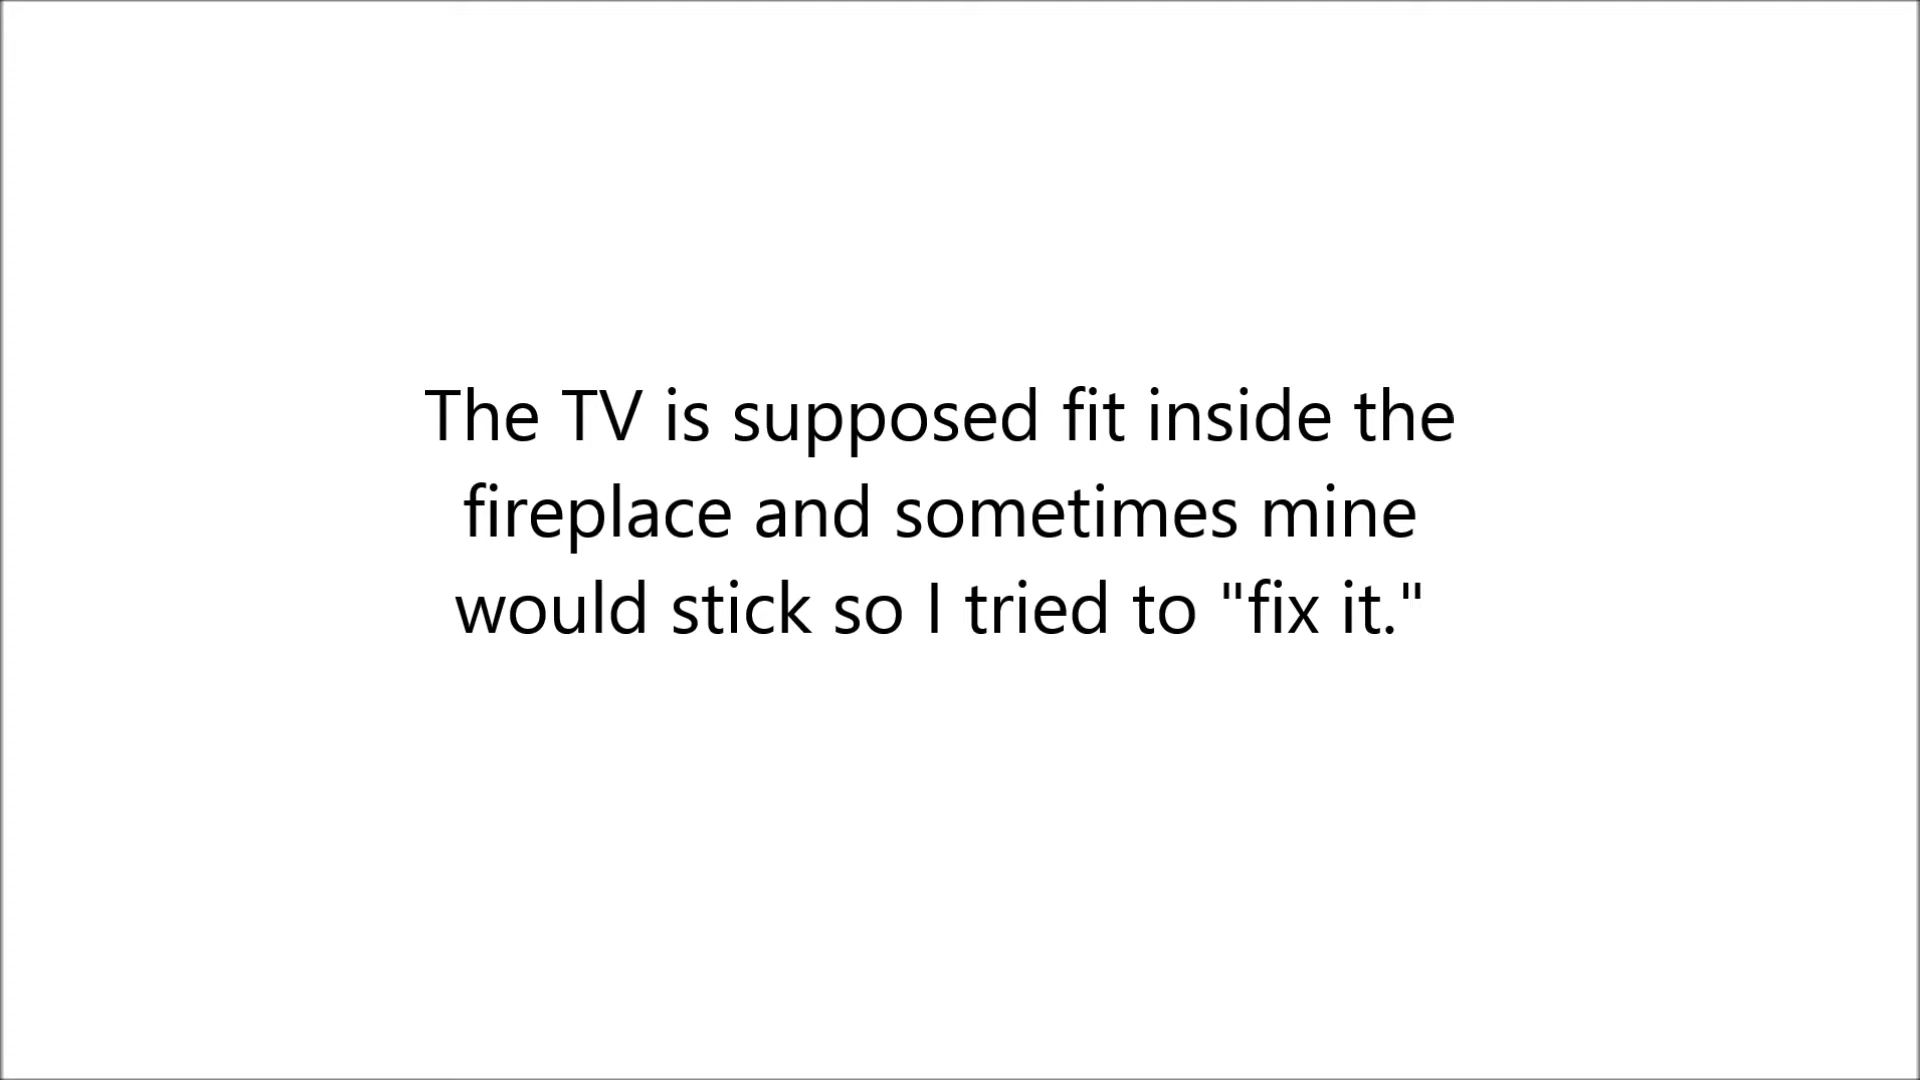 The TV is supposed fit inside the
fireplace and sometimes mine
would stick so I tried to "fix it."